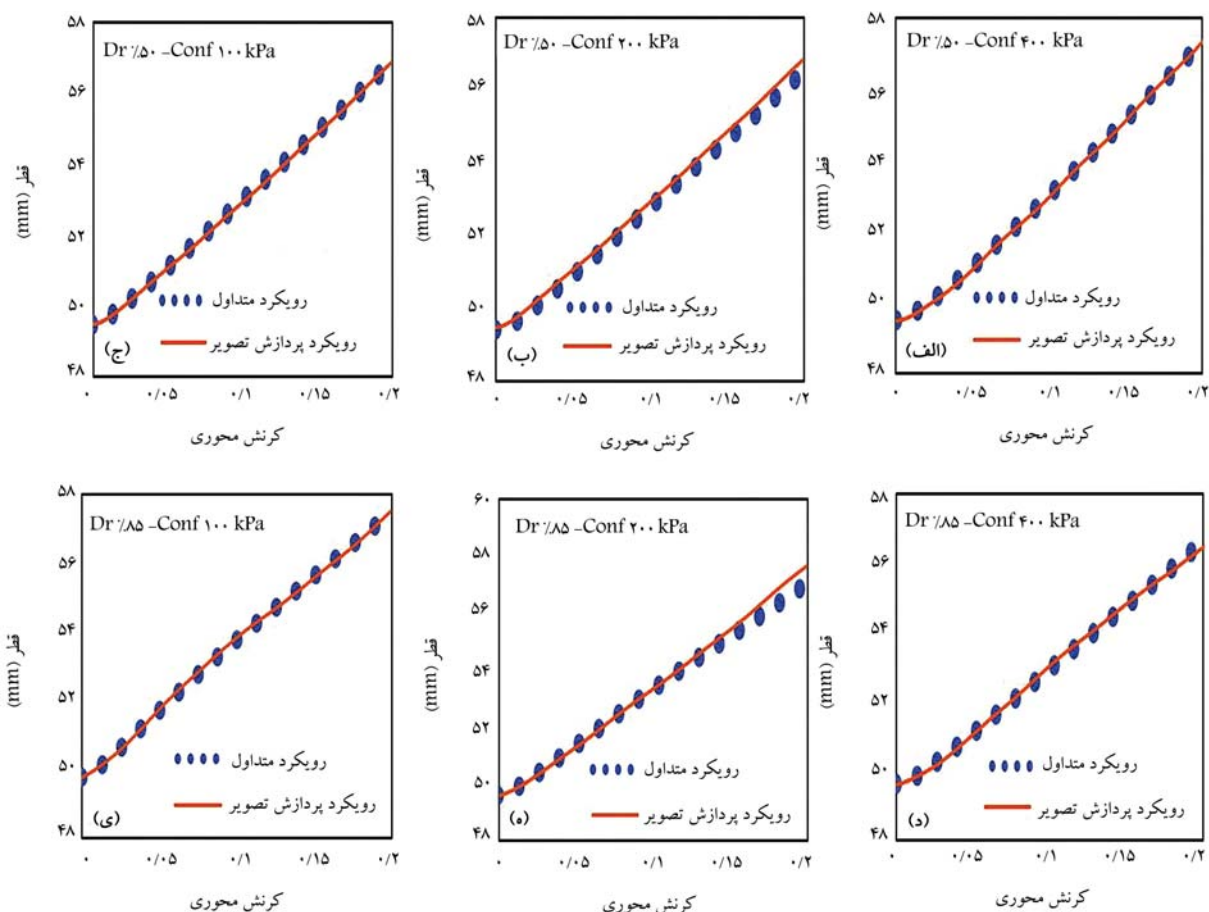 Dr %۵۰ -Conf ۱۰۰ kPa
۵۸
۵۶
۵۴
۵۲
۵۰
۴۸
قطر (mm)
رویکرد متداول
رویکرد پردازش تصویر
(ج)
۰ ۰/۰۵ ۰/۱ ۰/۱۵ ۰/۲
کرنش محوری
Dr %۵۰ -Conf ۲۰۰ kPa
۵۸
۵۶
۵۴
۵۲
۵۰
۴۸
قطر (mm)
رویکرد متداول
رویکرد پردازش تصویر
(ب)
۰ ۰/۰۵ ۰/۱ ۰/۱۵ ۰/۲
کرنش محوری
Dr %۵۰ -Conf ۴۰۰ kPa
۵۸
۵۶
۵۴
۵۲
۵۰
۴۸
قطر (mm)
رویکرد متداول
رویکرد پردازش تصویر
(الف)
۰ ۰/۰۵ ۰/۱ ۰/۱۵ ۰/۲
کرنش محوری
Dr %۸۵ -Conf ۱۰۰ kPa
۵۸
۵۶
۵۴
۵۲
۵۰
۴۸
قطر (mm)
رویکرد متداول
رویکرد پردازش تصویر
(ی)
۰ ۰/۰۵ ۰/۱ ۰/۱۵ ۰/۲
کرنش محوری
Dr %۸۵ -Conf ۲۰۰ kPa
۶۰
۵۸
۵۶
۵۴
۵۲
۵۰
۴۸
قطر (mm)
رویکرد متداول
رویکرد پردازش تصویر
(ه)
۰ ۰/۰۵ ۰/۱ ۰/۱۵ ۰/۲
کرنش محوری
Dr %۸۵ -Conf ۴۰۰ kPa
۵۸
۵۶
۵۴
۵۲
۵۰
۴۸
قطر (mm)
رویکرد متداول
رویکرد پردازش تصویر
(د)
۰ ۰/۰۵ ۰/۱ ۰/۱۵ ۰/۲
کرنش محوری